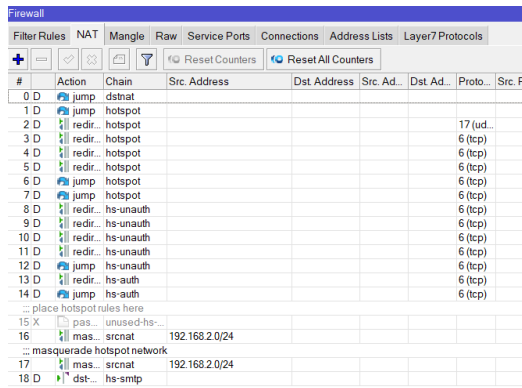 Firewall
Filter Rules NAT Mangle Raw Service Ports Connections Address Lists Layer7 Protocols
Reset Counters Reset All Counters
# Action Chain Src. Address Dst. Address Src. Ad... Dst. Ad... Proto... Src. P
0 D jump dstnat
1 D jump hotspot
2 D redir... hotspot 17 (ud...
3 D redir... hotspot 6 (tcp)
4 D redir... hotspot 6 (tcp)
5 D redir... hotspot 6 (tcp)
6 D jump hotspot 6 (tcp)
7 D jump hotspot 6 (tcp)
8 D redir... hs-unauth 6 (tcp)
9 D redir... hs-unauth 6 (tcp)
10 D redir... hs-unauth 6 (tcp)
11 D redir... hs-unauth 6 (tcp)
12 D jump hs-unauth 6 (tcp)
13 D redir... hs-auth 6 (tcp)
14 D jump hs-auth 6 (tcp)
::: place hotspot rules here
15 X pas... unused-hs-...
16 mas... srcnat 192.168.2.0/24
::: masquerade hotspot network
17 mas... srcnat 192.168.2.0/24
18 D dst-... hs-smtp